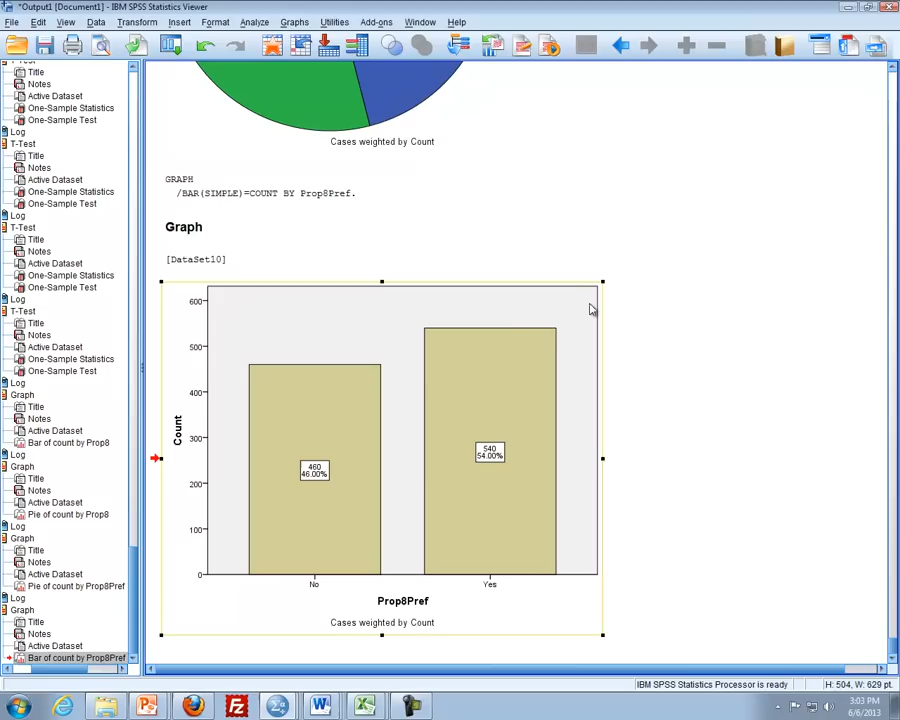 *Output1 [Document1] - IBM SPSS Statistics Viewer
File Edit View Data Transform Insert Format Analyze Graphs Utilities Add-ons Window Help
T-Test
Title
Notes
Active Dataset
One-Sample Statistics
One-Sample Test
Log
T-Test
Title
Notes
Active Dataset
One-Sample Statistics
One-Sample Test
Log
T-Test
Title
Notes
Active Dataset
One-Sample Statistics
One-Sample Test
Log
T-Test
Title
Notes
Active Dataset
One-Sample Statistics
One-Sample Test
Log
Graph
Title
Notes
Active Dataset
Bar of count by Prop8
Log
Graph
Title
Notes
Active Dataset
Pie of count by Prop8
Log
Graph
Title
Notes
Active Dataset
Pie of count by Prop8Pref
Log
Graph
Title
Notes
Active Dataset
Bar of count by Prop8Pref
Cases weighted by Count
GRAPH
/BAR(SIMPLE)=COUNT BY Prop8Pref.
Graph
[DataSet10]
600
500
400
300
200
100
0
Count
460
46.00%
540
54.00%
No Yes
Prop8Pref
Cases weighted by Count
IBM SPSS Statistics Processor is ready
H: 504, W: 629 pt.
3:03 PM
6/6/2013